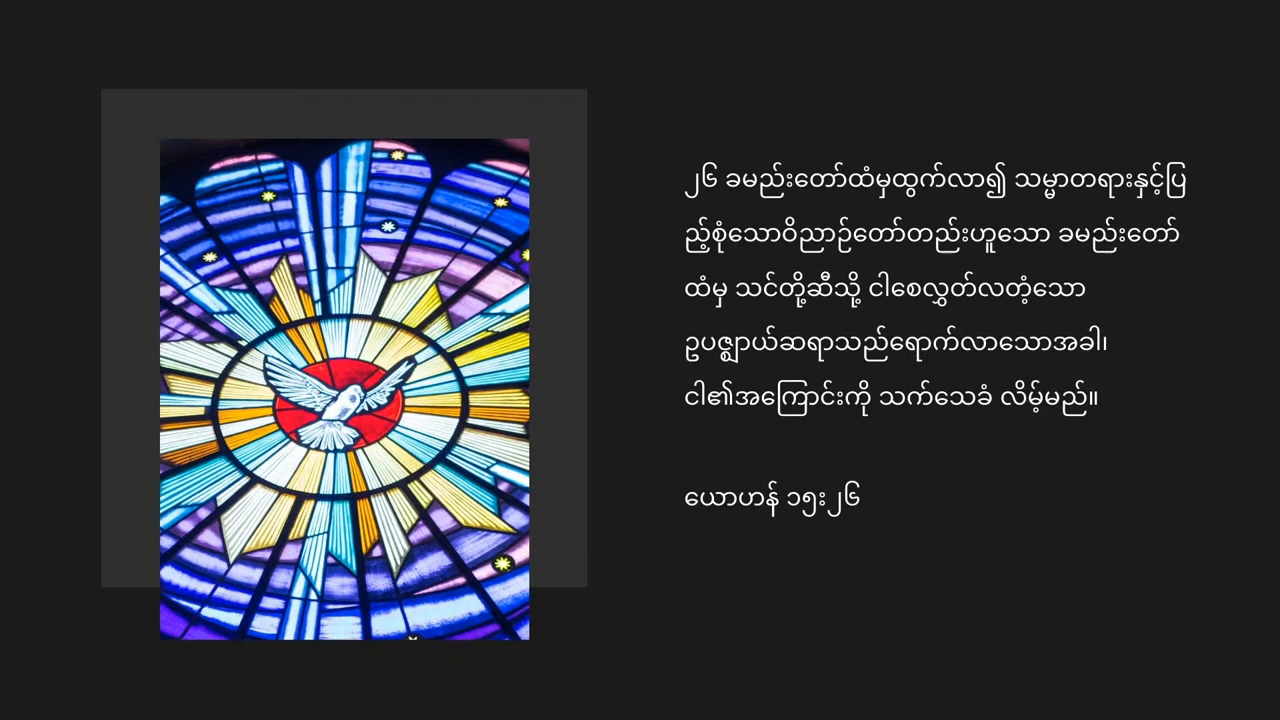 ၂၆ ခမည်းတော်ထံမှထွက်လာ၍ သမ္မာတရားနှင့်ပြ
ည့်စုံသောဝိညာဉ်တော်တည်းဟူသော ခမည်းတော်
ထံမှ သင်တို့ဆီသို့ ငါစေလွှတ်လတံ့သော
ဥပဇ္ဈာယ်ဆရာသည်ရောက်လာသောအခါ၊
ငါ၏အကြောင်းကို သက်သေခံ လိမ့်မည်။
ယောဟန် ၁၅း၂၆